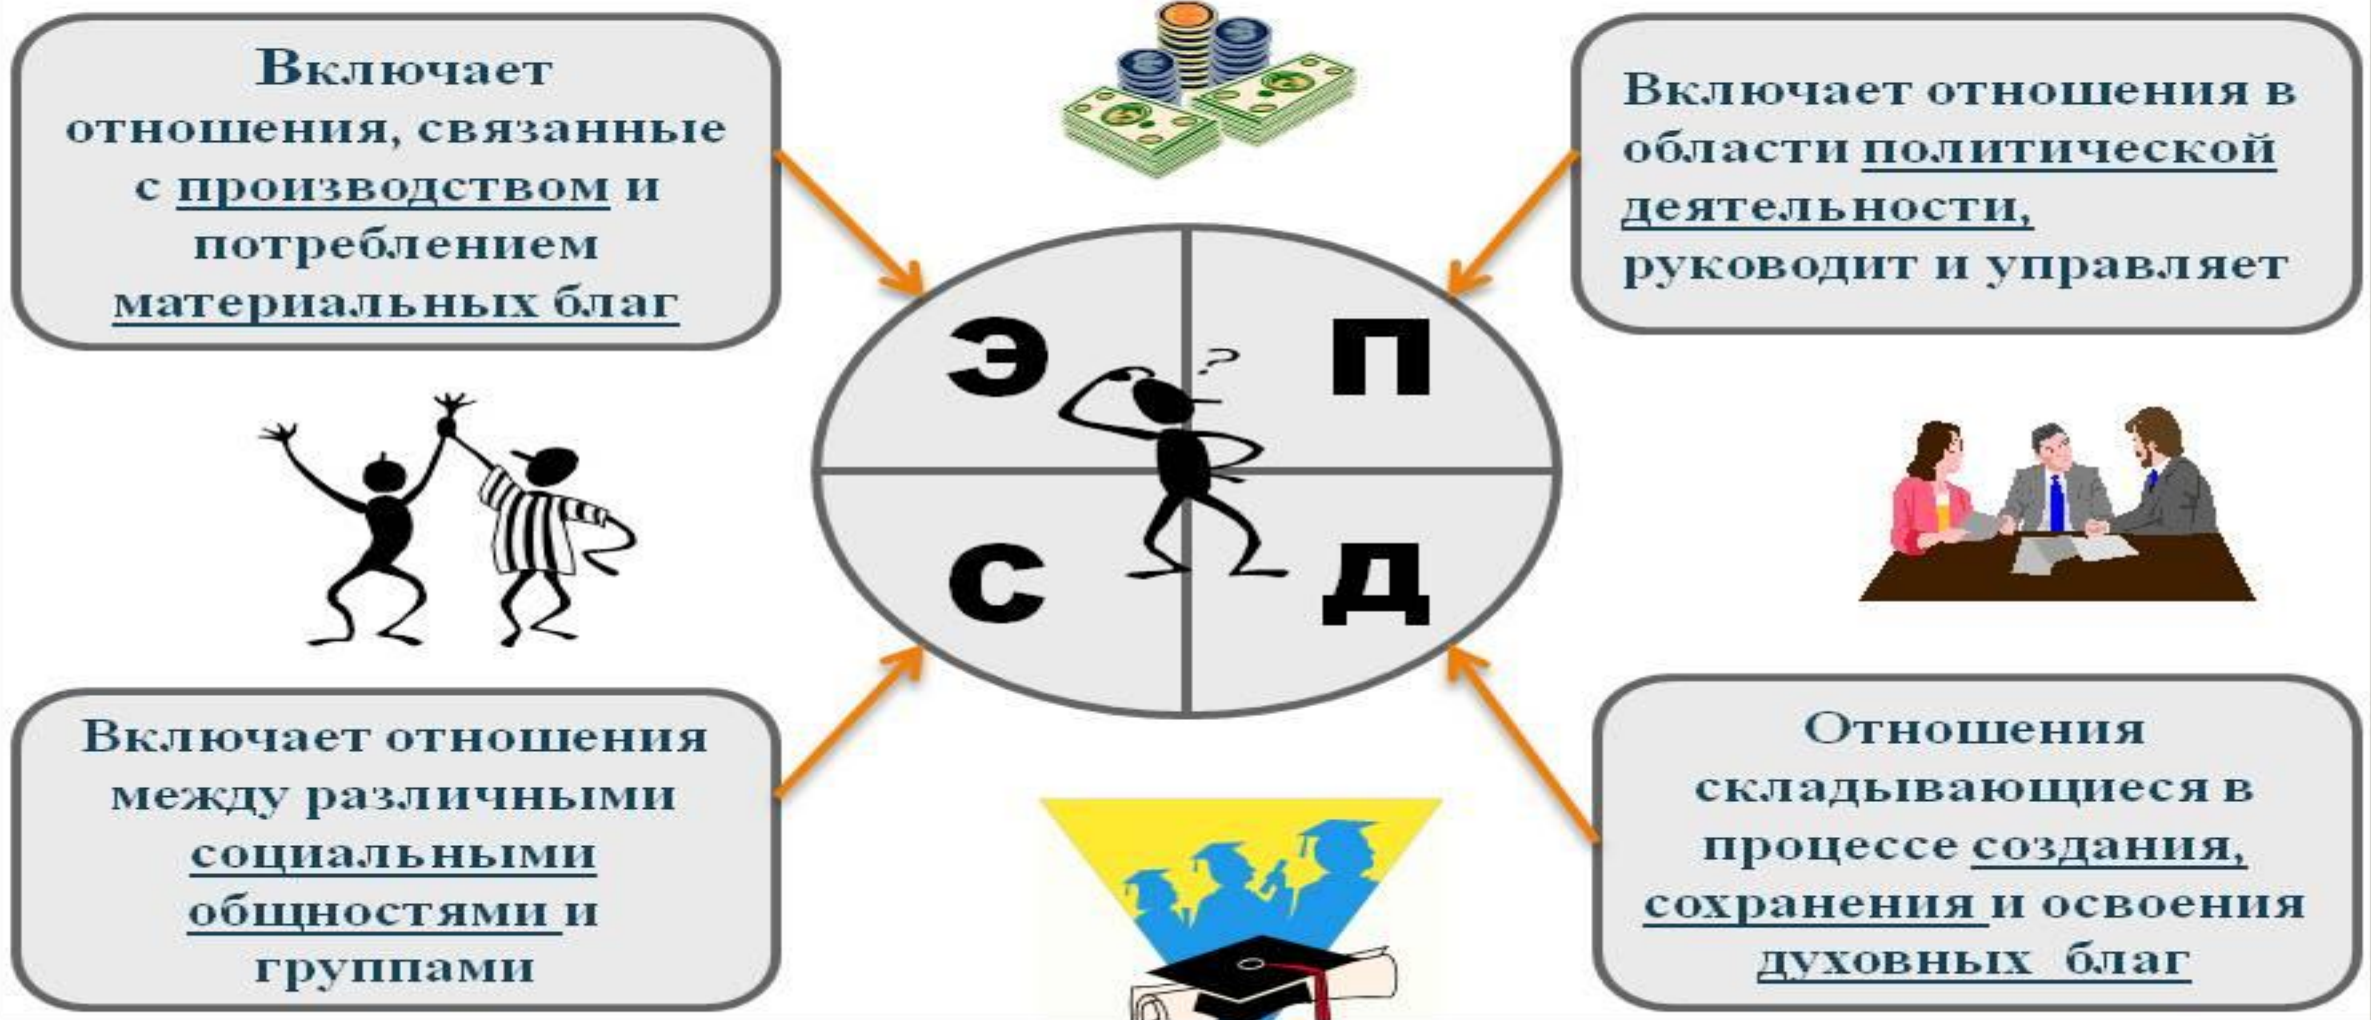 Включает
отношения, связанные
с производством и
потреблением
материальных благ
Включает отношения в
области политической
деятельности,
руководит и управляет
Э
П
?
С
Д
Включает отношения
между различными
социальными
общностями и
группами
Отношения
складывающиеся в
процессе создания,
сохранения и освоения
духовных благ